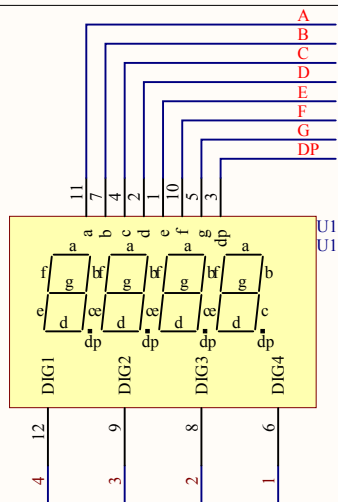 A
B
C
D
E
F
G
DP
11 7 4 2 1 10 5 3
a b c d e f g dp
U1
U1
a a a a
f b f b f b f b
g g g g
e c e c e c c
d d d d
dp dp dp dp
DIG1 DIG2 DIG3 DIG4
12 9 8 6
4 3 2 1